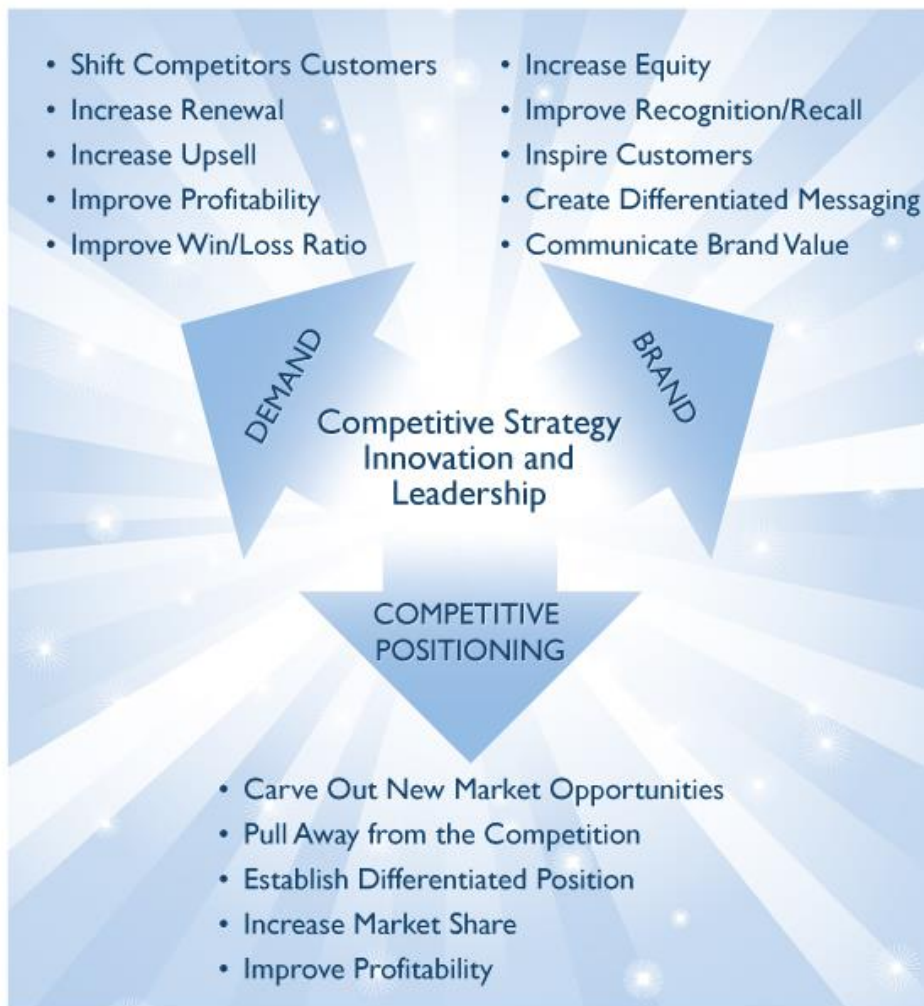 • Shift Competitors Customers
• Increase Renewal
• Increase Upsell
• Improve Profitability
• Improve Win/Loss Ratio
• Increase Equity
• Improve Recognition/Recall
• Inspire Customers
• Create Differentiated Messaging
• Communicate Brand Value
DEMAND
BRAND
Competitive Strategy
Innovation and
Leadership
COMPETITIVE
POSITIONING
• Carve Out New Market Opportunities
• Pull Away from the Competition
• Establish Differentiated Position
• Increase Market Share
• Improve Profitability